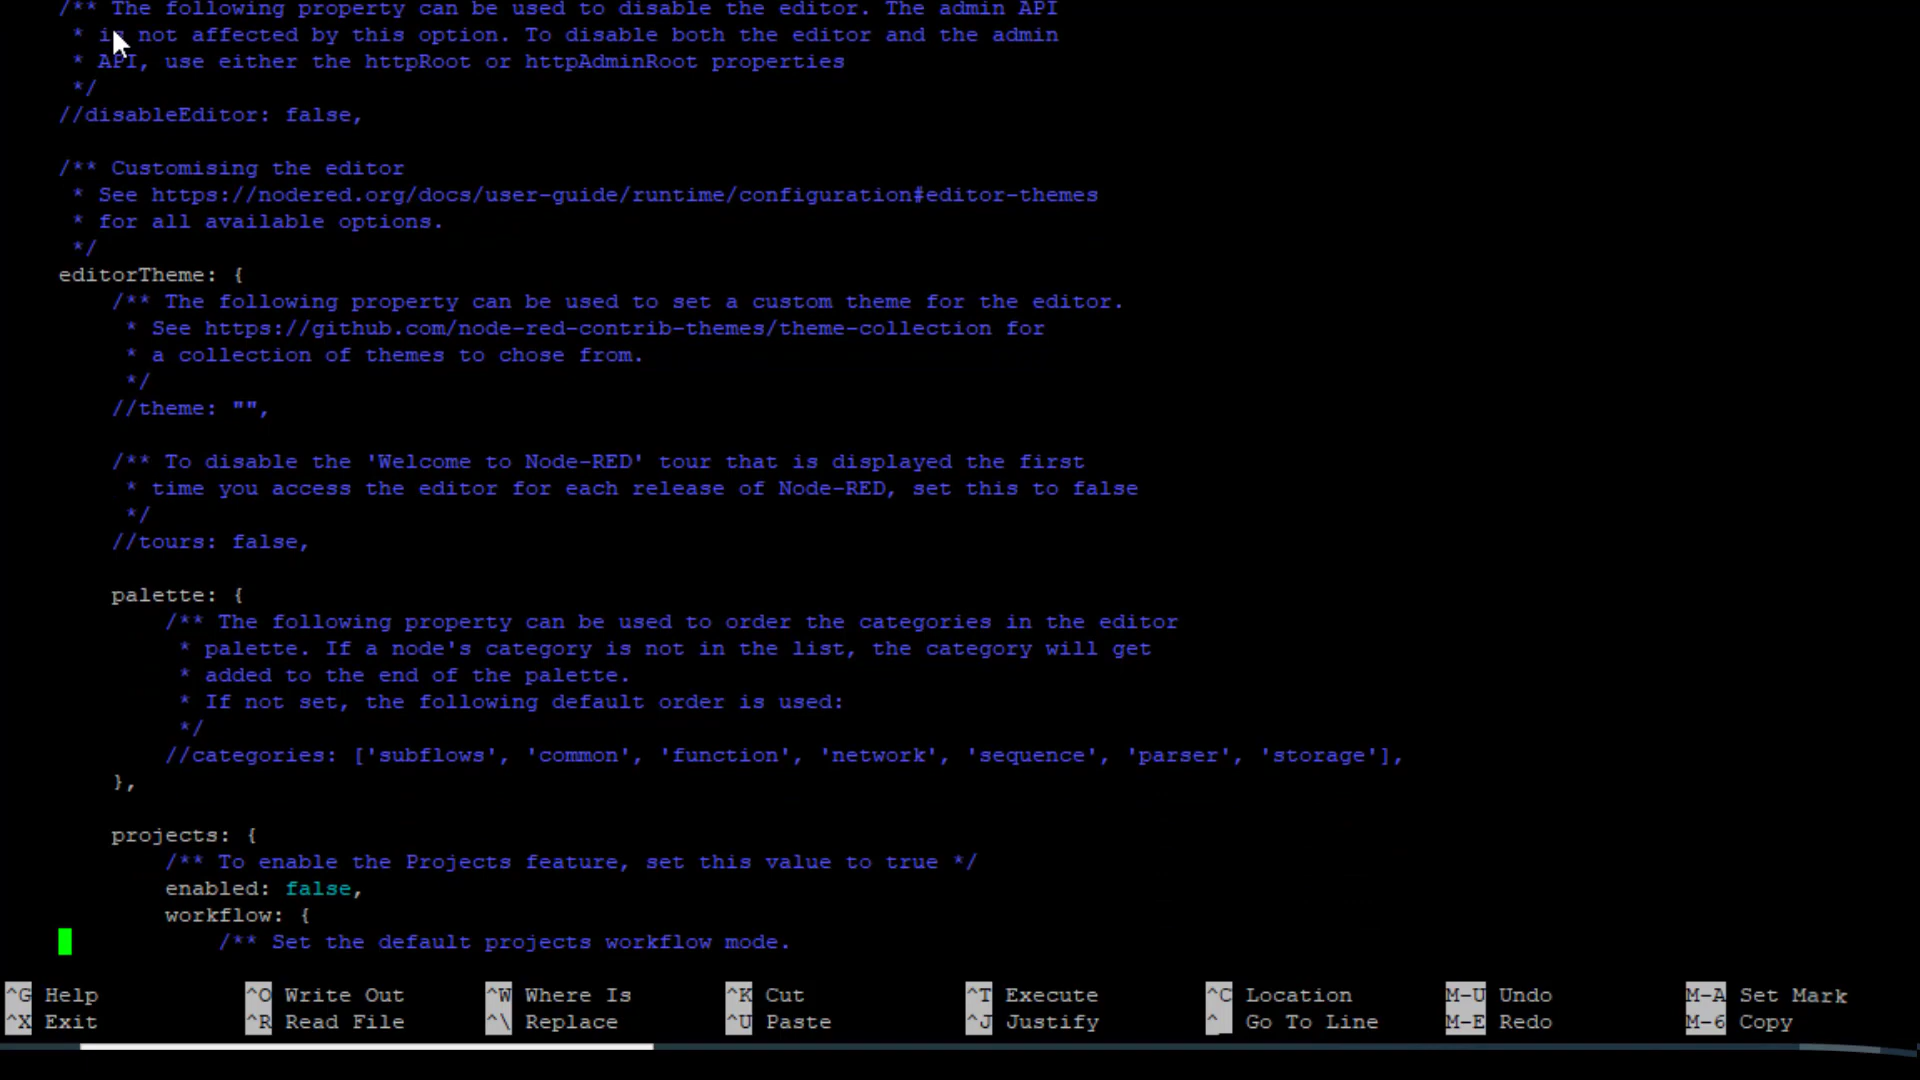 /** The following property can be used to disable the editor. The admin API
* is not affected by this option. To disable both the editor and the admin
* API, use either the httpRoot or httpAdminRoot properties
*/
//disableEditor: false,
/** Customising the editor
* See https://nodered.org/docs/user-guide/runtime/configuration#editor-themes
* for all available options.
*/
editorTheme: {
/** The following property can be used to set a custom theme for the editor.
* See https://github.com/node-red-contrib-themes/theme-collection for
* a collection of themes to chose from.
*/
//theme: "",
/** To disable the 'Welcome to Node-RED' tour that is displayed the first
* time you access the editor for each release of Node-RED, set this to false
*/
//tours: false,
palette: {
/** The following property can be used to order the categories in the editor
* palette. If a node's category is not in the list, the category will get
* added to the end of the palette.
* If not set, the following default order is used:
*/
//categories: ['subflows', 'common', 'function', 'network', 'sequence', 'parser', 'storage'],
},
projects: {
/** To enable the Projects feature, set this value to true */
enabled: false,
workflow: {
/** Set the default projects workflow mode.
^G Help ^O Write Out ^W Where Is ^K Cut ^T Execute ^C Location M-U Undo M-A Set Mark
^X Exit ^R Read File ^\ Replace ^U Paste ^J Justify ^_ Go To Line M-E Redo M-6 Copy